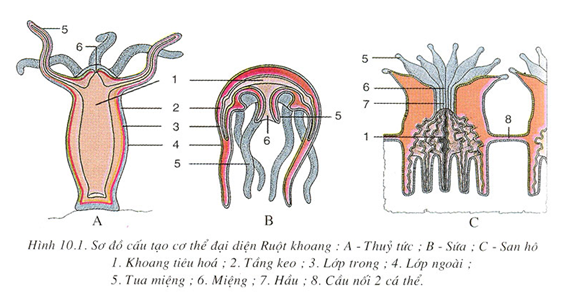 5
6
1
2
3
4
5
5
6
5
6
7
1
8
A
B
C
Hình 10.1. Sơ đồ cấu tạo cơ thể đại diện Ruột khoang : A - Thuỷ tức ; B - Sứa ; C - San hô
1. Khoang tiêu hoá ; 2. Tầng keo ; 3. Lớp trong ; 4. Lớp ngoài ;
5. Tua miệng ; 6. Miệng ; 7. Hầu ; 8. Cầu nối 2 cá thể.